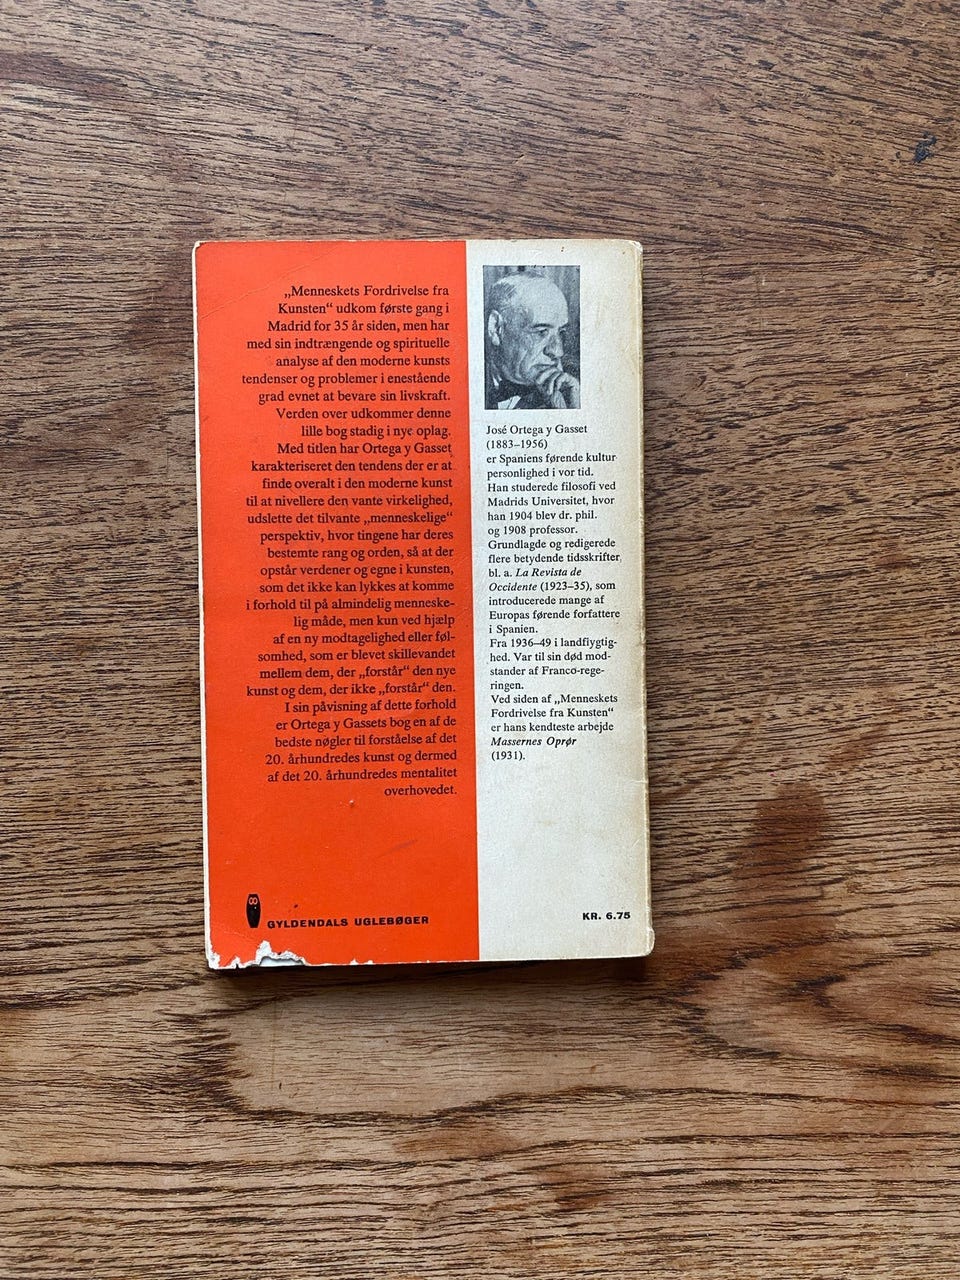 „Menneskets Fordrivelse fra
Kunsten“ udkom første gang i
Madrid for 35 år siden, men har
med sin indtrængende og spirituelle
analyse af den moderne kunsts
tendenser og problemer i enestående
grad evnet at bevare sin livskraft.
Verden over udkommer denne
lille bog stadig i nye oplag.
Med titlen har Ortega y Gasset
karakteriseret den tendens der er at
finde overalt i den moderne kunst
til at nivellere den vante virkelighed,
udslette det tilvante „menneskelige“
perspektiv, hvor tingene har deres
bestemte rang og orden, så at der
opstår verdener og egne i kunsten,
som det ikke kan lykkes at komme
i forhold til på almindelig menneske-
lig måde, men kun ved hjælp
af en ny modtagelighed eller føl-
somhed, som er blevet skillevandet
mellem dem, der „forstår“ den nye
kunst og dem, der ikke „forstår“ den.
I sin påvisning af dette forhold
er Ortega y Gassets bog en af de
bedste nøgler til forståelse af det
20. århundredes kunst og dermed
af det 20. århundredes mentalitet
overhovedet.
GYLDENDALS UGLEBØGER
José Ortega y Gasset
(1883–1956)
er Spaniens førende kultur-
personlighed i vor tid.
Han studerede filosofi ved
Madrids Universitet, hvor
han 1904 blev dr. phil.
og 1908 professor.
Grundlagde og redigerede
flere betydende tidsskrifter,
bl. a. La Revista de
Occidente (1923–35), som
introducerede mange af
Europas førende forfattere
i Spanien.
Fra 1936–49 i landflygtig-
hed. Var til sin død mod-
stander af Franco-rege-
ringen.
Ved siden af „Menneskets
Fordrivelse fra Kunsten“
er hans kendteste arbejde
Massernes Oprør
(1931).
KR. 6.75